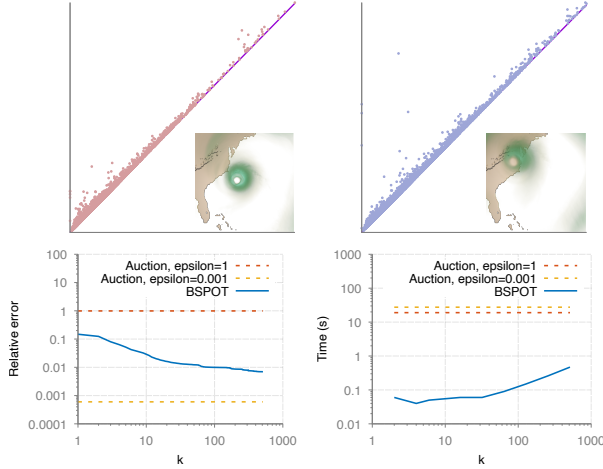 Auction, epsilon=1
Auction, epsilon=0.001
BSPOT
Relative error
100
10
1
0.1
0.01
0.001
0.0001
1
10
100
1000
k
Auction, epsilon=1
Auction, epsilon=0.001
BSPOT
Time (s)
1000
100
10
1
0.1
0.01
1
10
100
1000
k